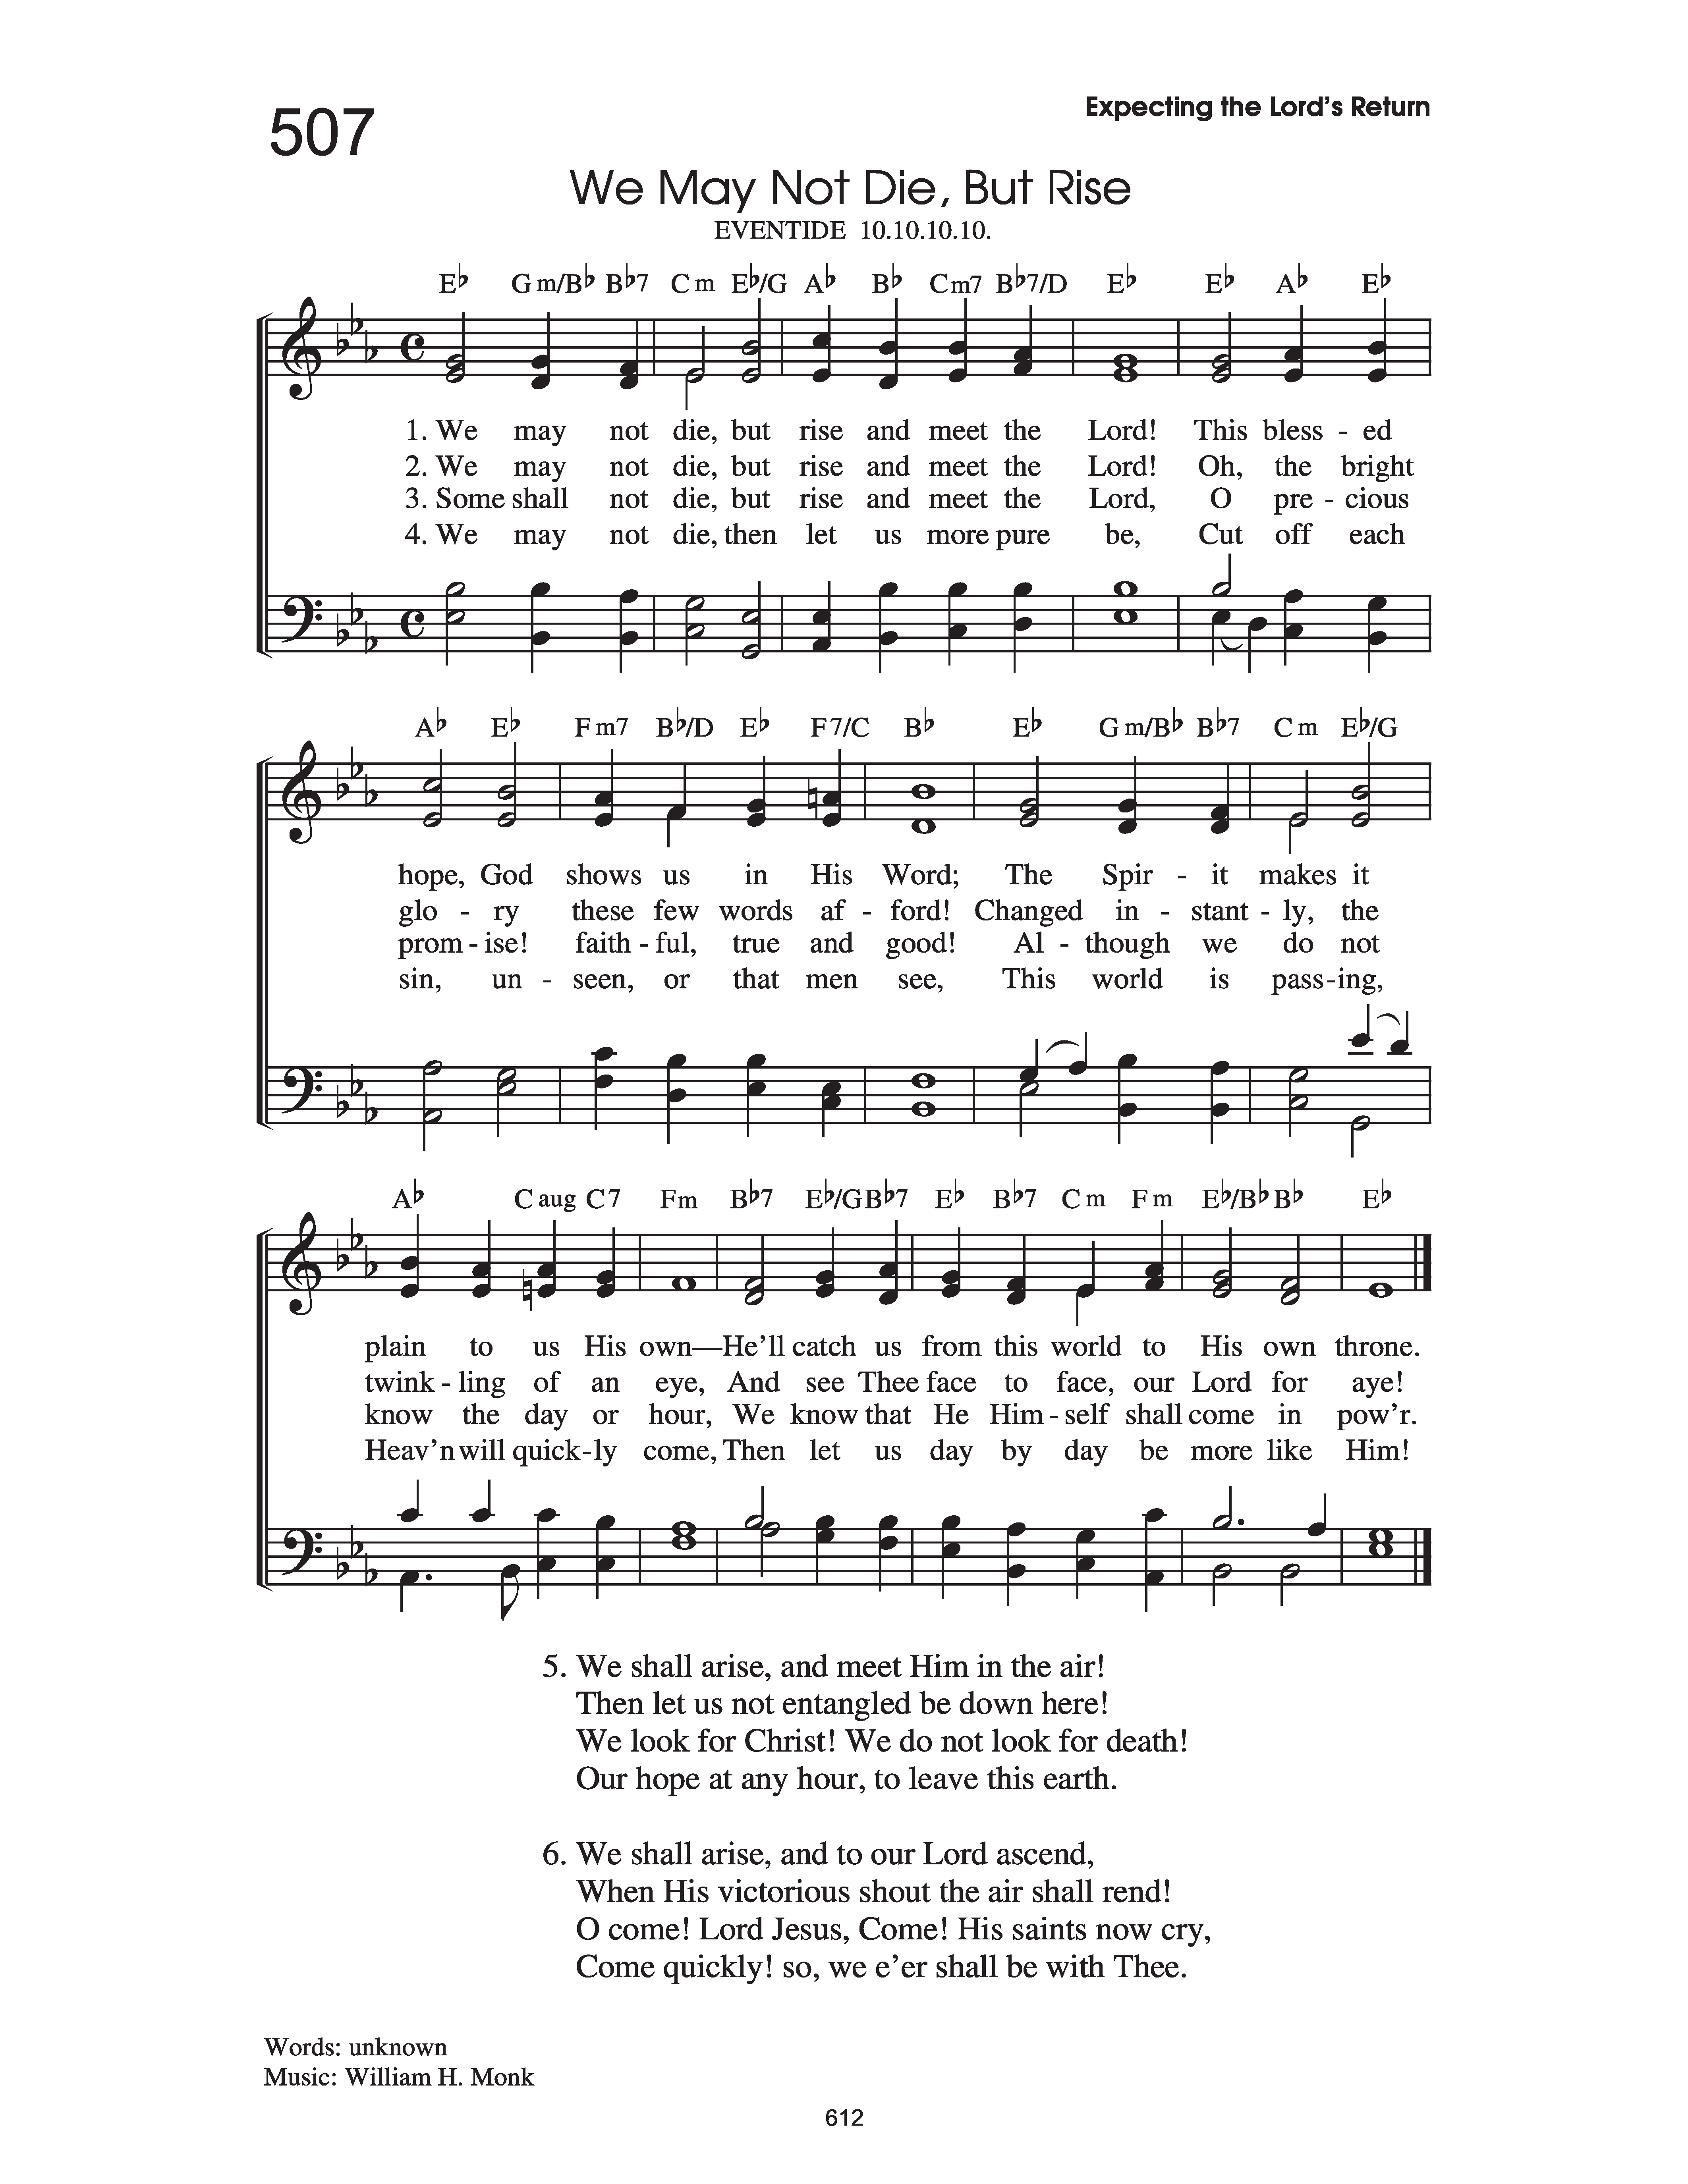 Expecting the Lord's Return
507
We May Not Die, But Rise
EVENTIDE 10.10.10.10.
E♭ Gm/B♭ B♭7 Cm E♭/G A♭ B♭ Cm7 B♭7/D E♭ E♭ A♭ E♭
1. We may not die, but rise and meet the Lord! This bless - ed
2. We may not die, but rise and meet the Lord! Oh, the bright
3. Some shall not die, but rise and meet the Lord, O pre - cious
4. We may not die, then let us more pure be, Cut off each
A♭ E♭ Fm7 B♭/D E♭ F7/C B♭ E♭ Gm/B♭ B♭7 Cm E♭/G
hope, God shows us in His Word; The Spir - it makes it
glo - ry these few words af - ford! Changed in - stant - ly, the
prom - ise! faith - ful, true and good! Al - though we do not
sin, un - seen, or that men see, This world is pass-ing,
A♭ Caug C7 Fm B♭7 E♭/G B♭7 E♭ B♭7 Cm Fm E♭/B♭ B♭ E♭
plain to us His own—He'll catch us from this world to His own throne.
twink - ling of an eye, And see Thee face to face, our Lord for aye!
know the day or hour, We know that He Him - self shall come in pow'r.
Heav'n will quick-ly come, Then let us day by day be more like Him!
5. We shall arise, and meet Him in the air!
Then let us not entangled be down here!
We look for Christ! We do not look for death!
Our hope at any hour, to leave this earth.
6. We shall arise, and to our Lord ascend,
When His victorious shout the air shall rend!
O come! Lord Jesus, Come! His saints now cry,
Come quickly! so, we e'er shall be with Thee.
Words: unknown
Music: William H. Monk
612